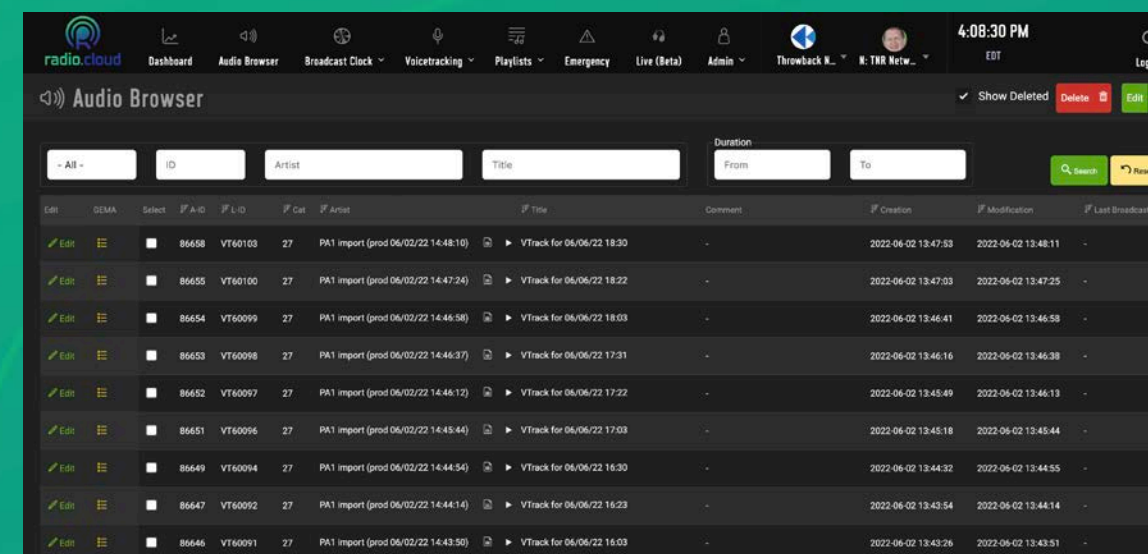 radio.cloud
Dashboard Audio Browser Broadcast Clock Voicetracking Playlists Emergency Live (Beta) Admin Throwback N... N: TNR Netw... 4:08:30 PM EDT Log
Audio Browser Show Deleted Delete Edit
Duration
- All - ID Artist Title From To Search Rese
Edit GEMA Select A-ID L-ID Cat Artist Title Comment Creation Modification Last Broadcast
Edit 86658 VT60103 27 PA1 import (prod 06/02/22 14:48:10) VTrack for 06/06/22 18:30 - 2022-06-02 13:47:53 2022-06-02 13:48:11 -
Edit 86655 VT60100 27 PA1 import (prod 06/02/22 14:47:24) VTrack for 06/06/22 18:22 - 2022-06-02 13:47:03 2022-06-02 13:47:25 -
Edit 86654 VT60099 27 PA1 import (prod 06/02/22 14:46:58) VTrack for 06/06/22 18:03 - 2022-06-02 13:46:41 2022-06-02 13:46:58 -
Edit 86653 VT60098 27 PA1 import (prod 06/02/22 14:46:37) VTrack for 06/06/22 17:31 - 2022-06-02 13:46:16 2022-06-02 13:46:38 -
Edit 86652 VT60097 27 PA1 import (prod 06/02/22 14:46:12) VTrack for 06/06/22 17:22 - 2022-06-02 13:45:49 2022-06-02 13:46:13 -
Edit 86651 VT60096 27 PA1 import (prod 06/02/22 14:45:44) VTrack for 06/06/22 17:03 - 2022-06-02 13:45:18 2022-06-02 13:45:44 -
Edit 86649 VT60094 27 PA1 import (prod 06/02/22 14:44:54) VTrack for 06/06/22 16:30 - 2022-06-02 13:44:32 2022-06-02 13:44:55 -
Edit 86647 VT60092 27 PA1 import (prod 06/02/22 14:44:14) VTrack for 06/06/22 16:23 - 2022-06-02 13:43:54 2022-06-02 13:44:14 -
Edit 86646 VT60091 27 PA1 import (prod 06/02/22 14:43:50) VTrack for 06/06/22 16:03 - 2022-06-02 13:43:26 2022-06-02 13:43:51 -